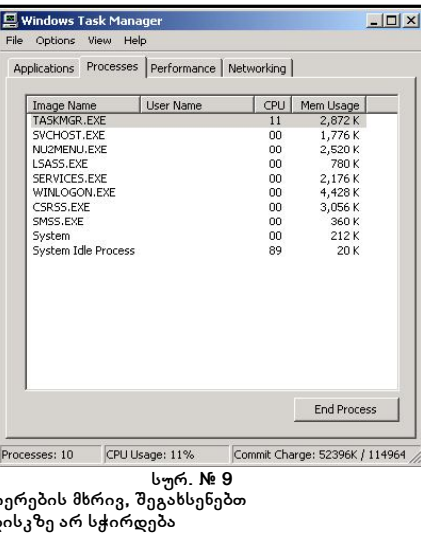 Windows Task Manager
File Options View Help
Applications Processes Performance Networking
Image Name User Name CPU Mem Usage
TASKMGR.EXE 11 2,872 K
SVCHOST.EXE 00 1,776 K
NU2MENU.EXE 00 2,520 K
LSASS.EXE 00 780 K
SERVICES.EXE 00 2,176 K
WINLOGON.EXE 00 4,428 K
CSRSS.EXE 00 3,056 K
SMSS.EXE 00 360 K
System 00 212 K
System Idle Process 89 20 K
End Process
Processes: 10 CPU Usage: 11% Commit Charge: 52396K / 114964
სურ. № 9
მხრივ, შეგახსენებთ
არ სჭირდება